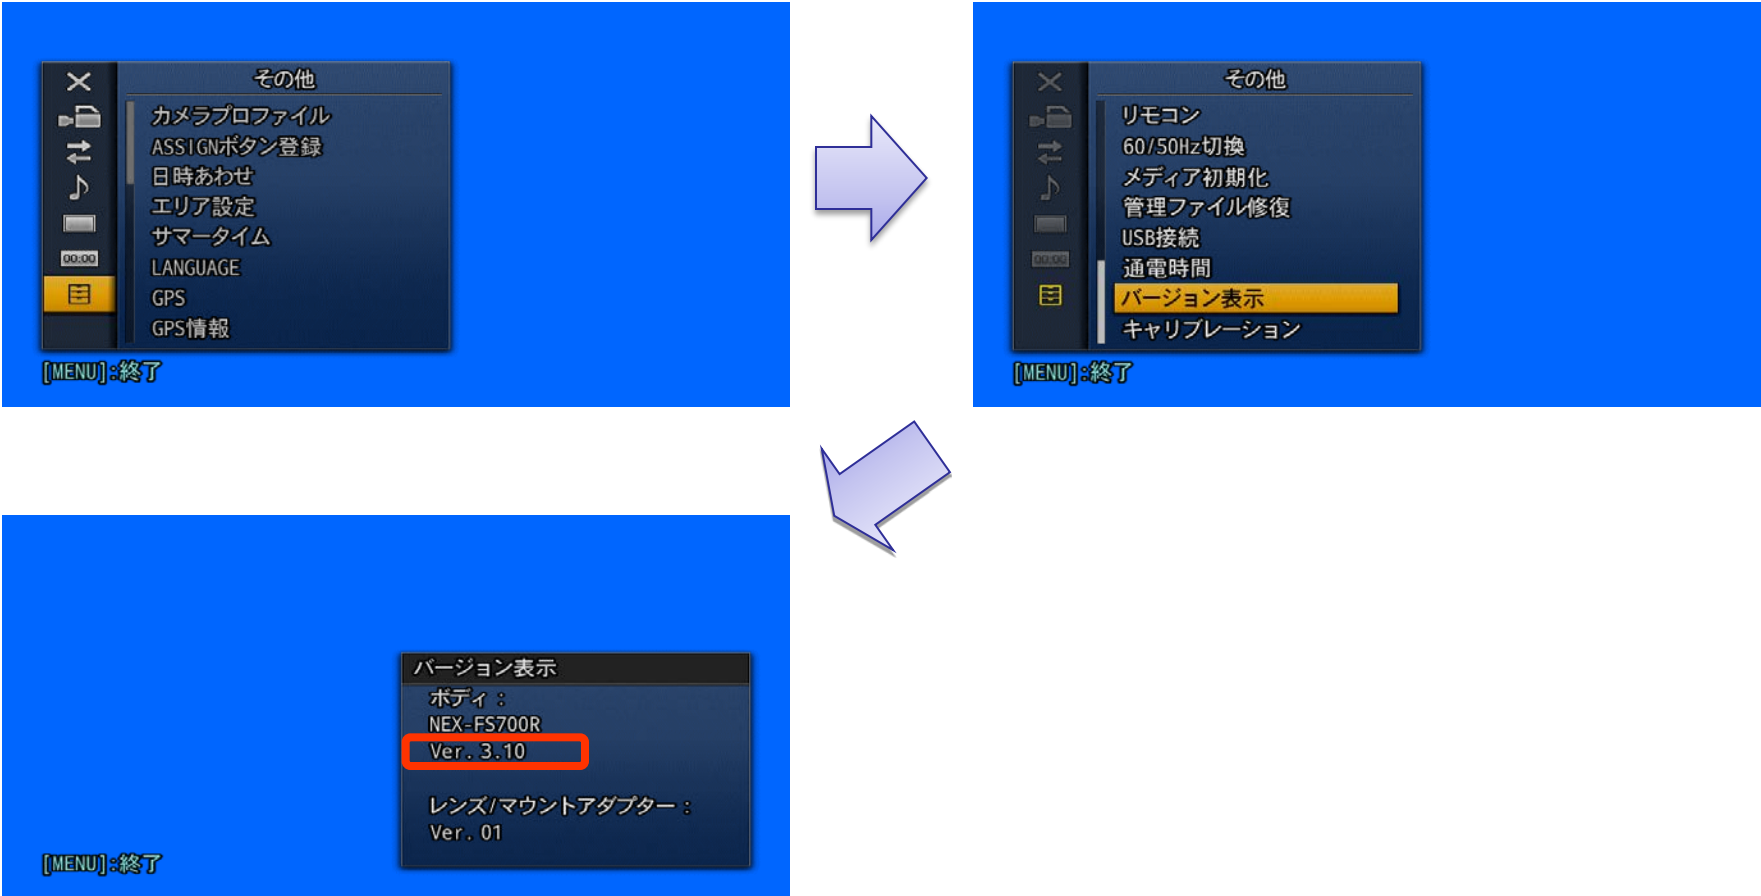 その他
カメラプロファイル
ASSIGNボタン登録
日時あわせ
エリア設定
サマータイム
LANGUAGE
GPS
GPS情報
00:00
[MENU]:終了
その他
リモコン
60/50Hz切換
メディア初期化
管理ファイル修復
USB接続
通電時間
バージョン表示
キャリブレーション
00:00
[MENU]:終了
バージョン表示
ボディ：
NEX-FS700R
Ver. 3.10
レンズ/マウントアダプター：
Ver. 01
[MENU]:終了